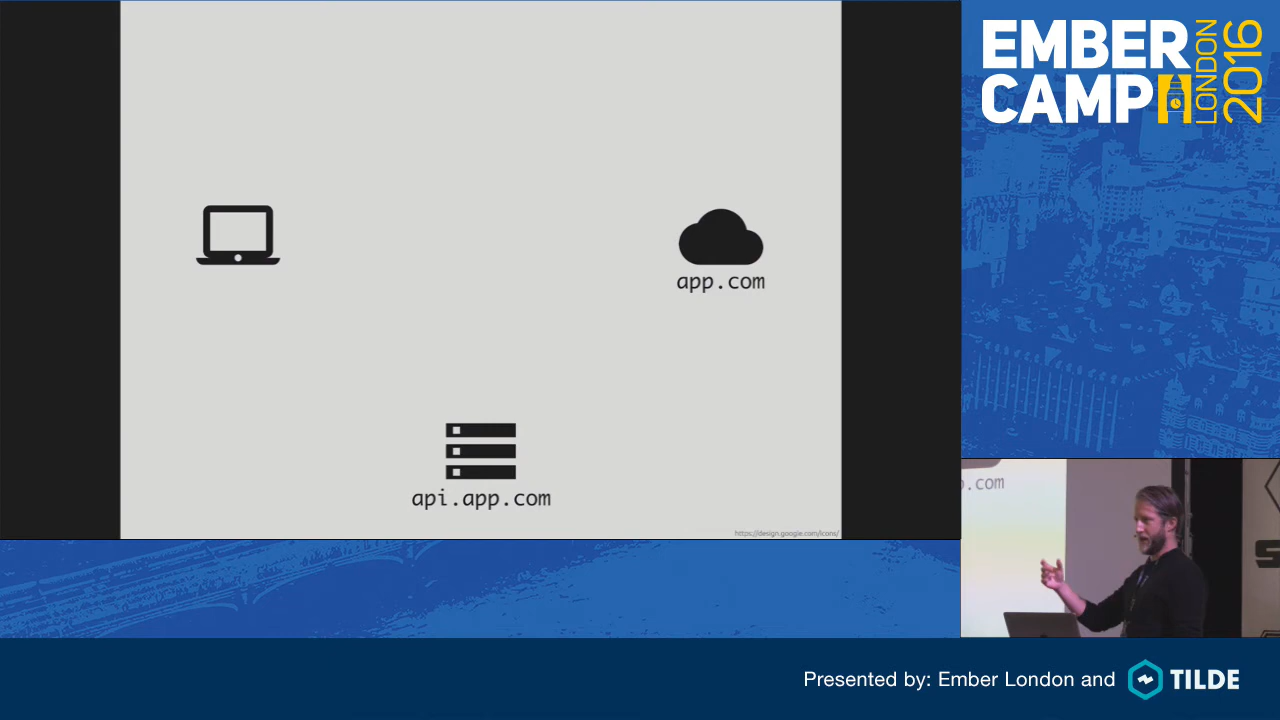 app.com
api.app.com
https://design.google.com/icons/
EMBER
CAMP
LONDON
2016
p.com
S
Presented by: Ember London and
TILDE